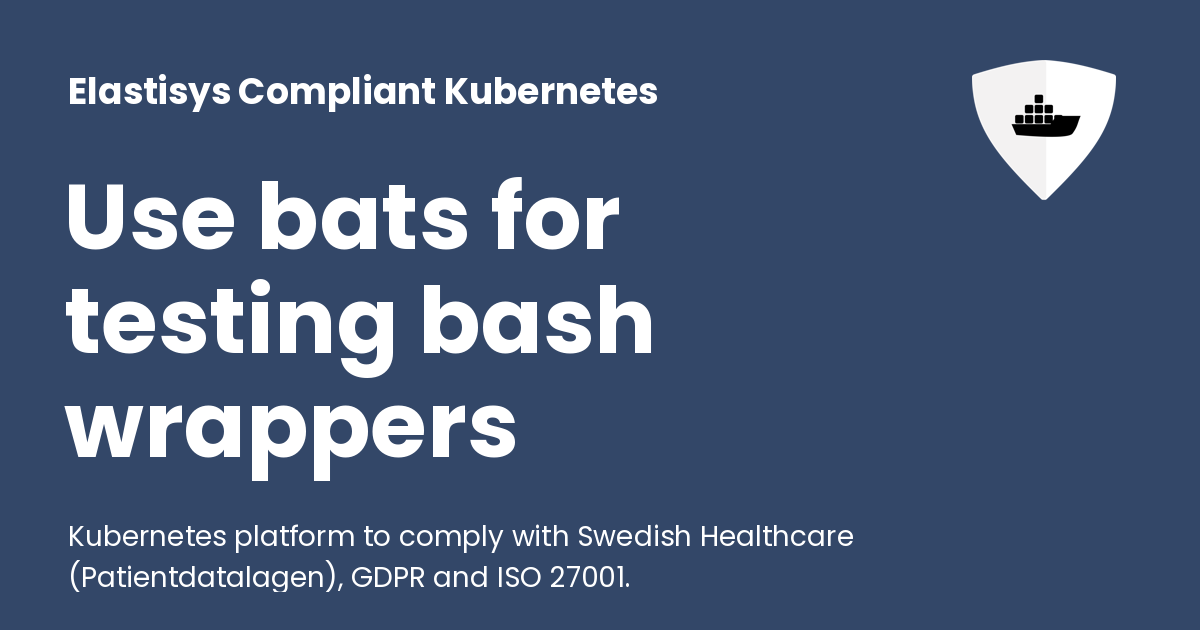 Elastisys Compliant Kubernetes
Use bats for
testing bash
wrappers
Kubernetes platform to comply with Swedish Healthcare
(Patientdatalagen), GDPR and ISO 27001.